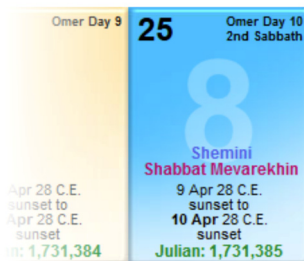 Omer Day 9
Apr 28 C.E.
sunset to
Apr 28 C.E.
sunset
1,731,384
25
Omer Day 10
2nd Sabbath
8
Shemini
Shabbat Mevarekhin
9 Apr 28 C.E.
sunset to
10 Apr 28 C.E.
sunset
Julian: 1,731,385